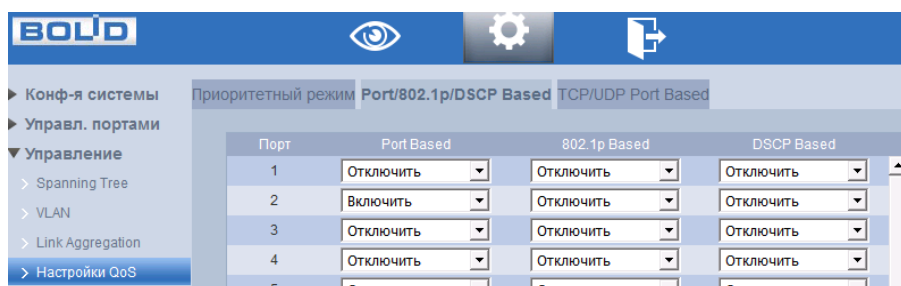 BOLID
Конф-я системы
Управл. портами
Управление
Spanning Tree
VLAN
Link Aggregation
Настройки QoS
Приоритетный режим Port/802.1p/DSCP Based TCP/UDP Port Based
Порт Port Based 802.1p Based DSCP Based
1 Отключить Отключить Отключить
2 Включить Отключить Отключить
3 Отключить Отключить Отключить
4 Отключить Отключить Отключить